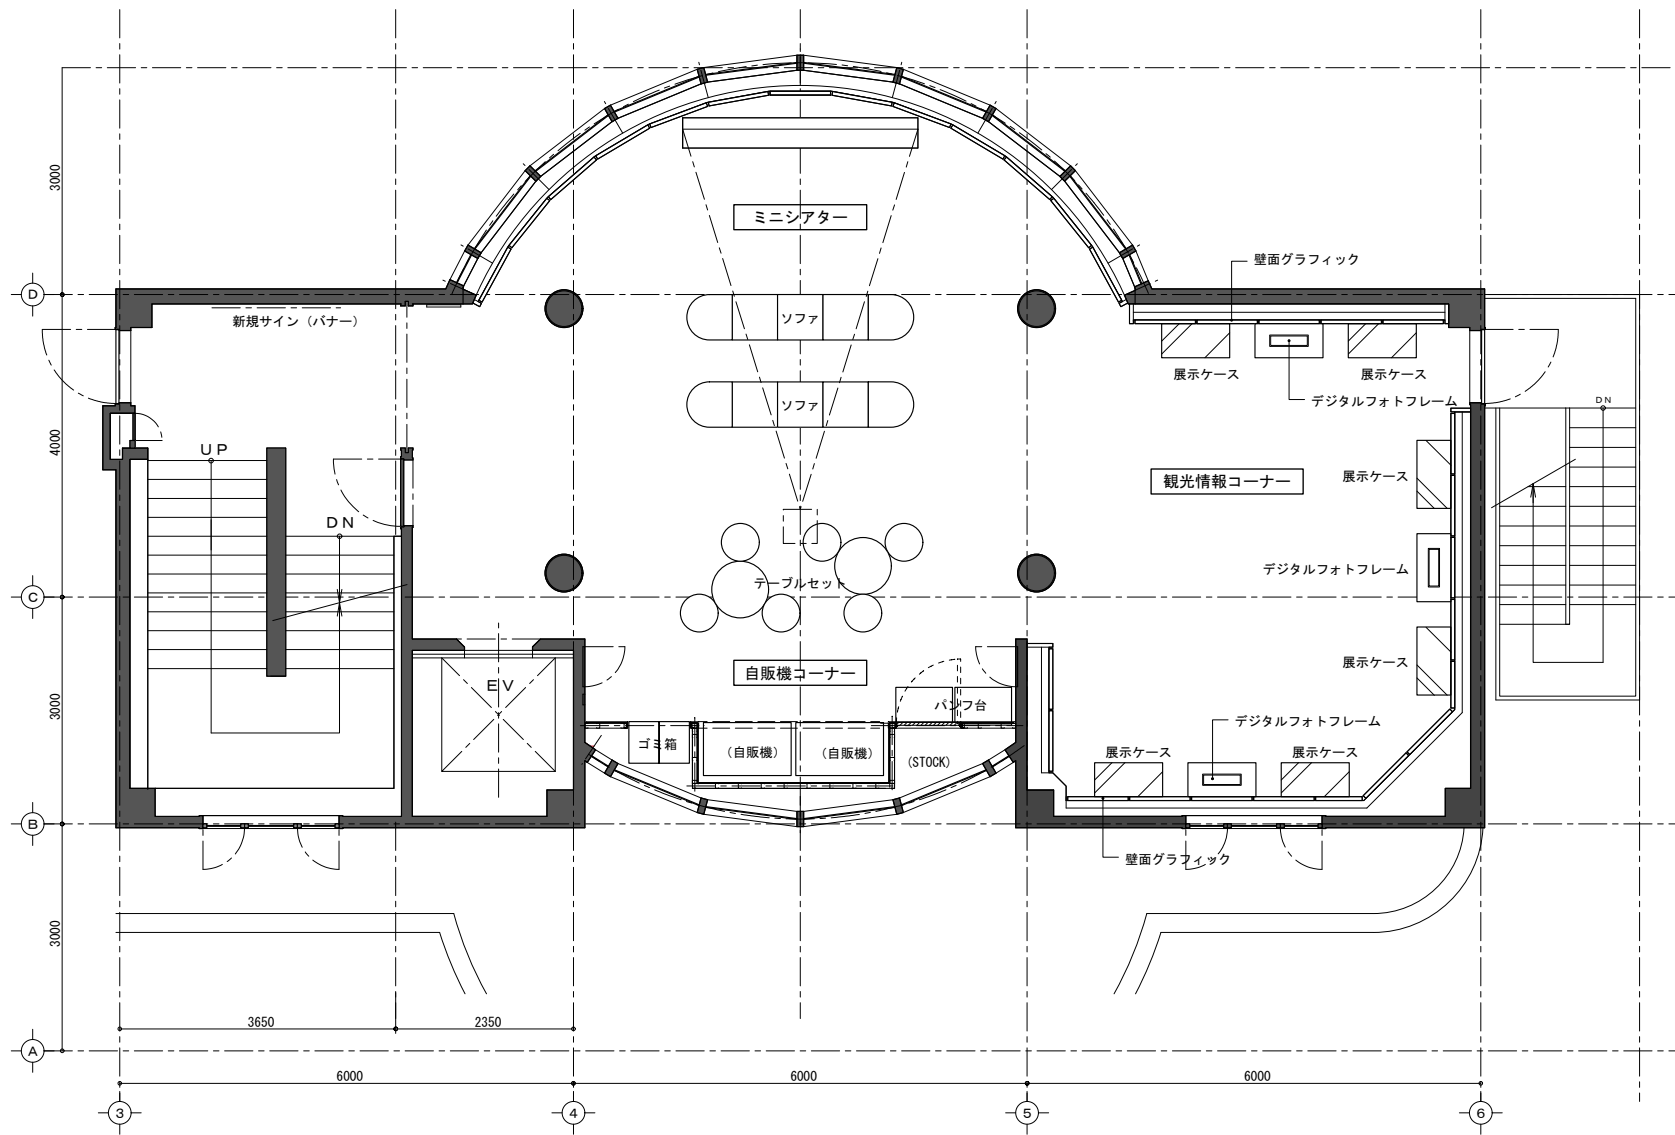 3000
ミニシアター
壁面グラフィック
D
新規サイン（バナー）
ソファ
展示ケース
展示ケース
デジタルフォトフレーム
DN
ソファ
4000
UP
展示ケース
観光情報コーナー
DN
デジタルフォトフレーム
テーブルセット
C
展示ケース
自販機コーナー
EV
パンフ台
3000
デジタルフォトフレーム
ゴミ箱
（自販機）
（自販機）
(STOCK)
展示ケース
展示ケース
B
壁面グラフィック
3000
3650
2350
A
6000
6000
6000
3
4
5
6